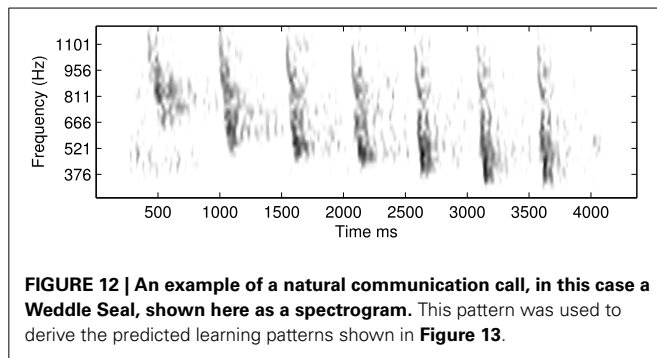 1101
956
811
666
521
376
Frequency (Hz)
500 1000 1500 2000 2500 3000 3500 4000
Time ms
FIGURE 12 | An example of a natural communication call, in this case a
Weddle Seal, shown here as a spectrogram. This pattern was used to
derive the predicted learning patterns shown in Figure 13.